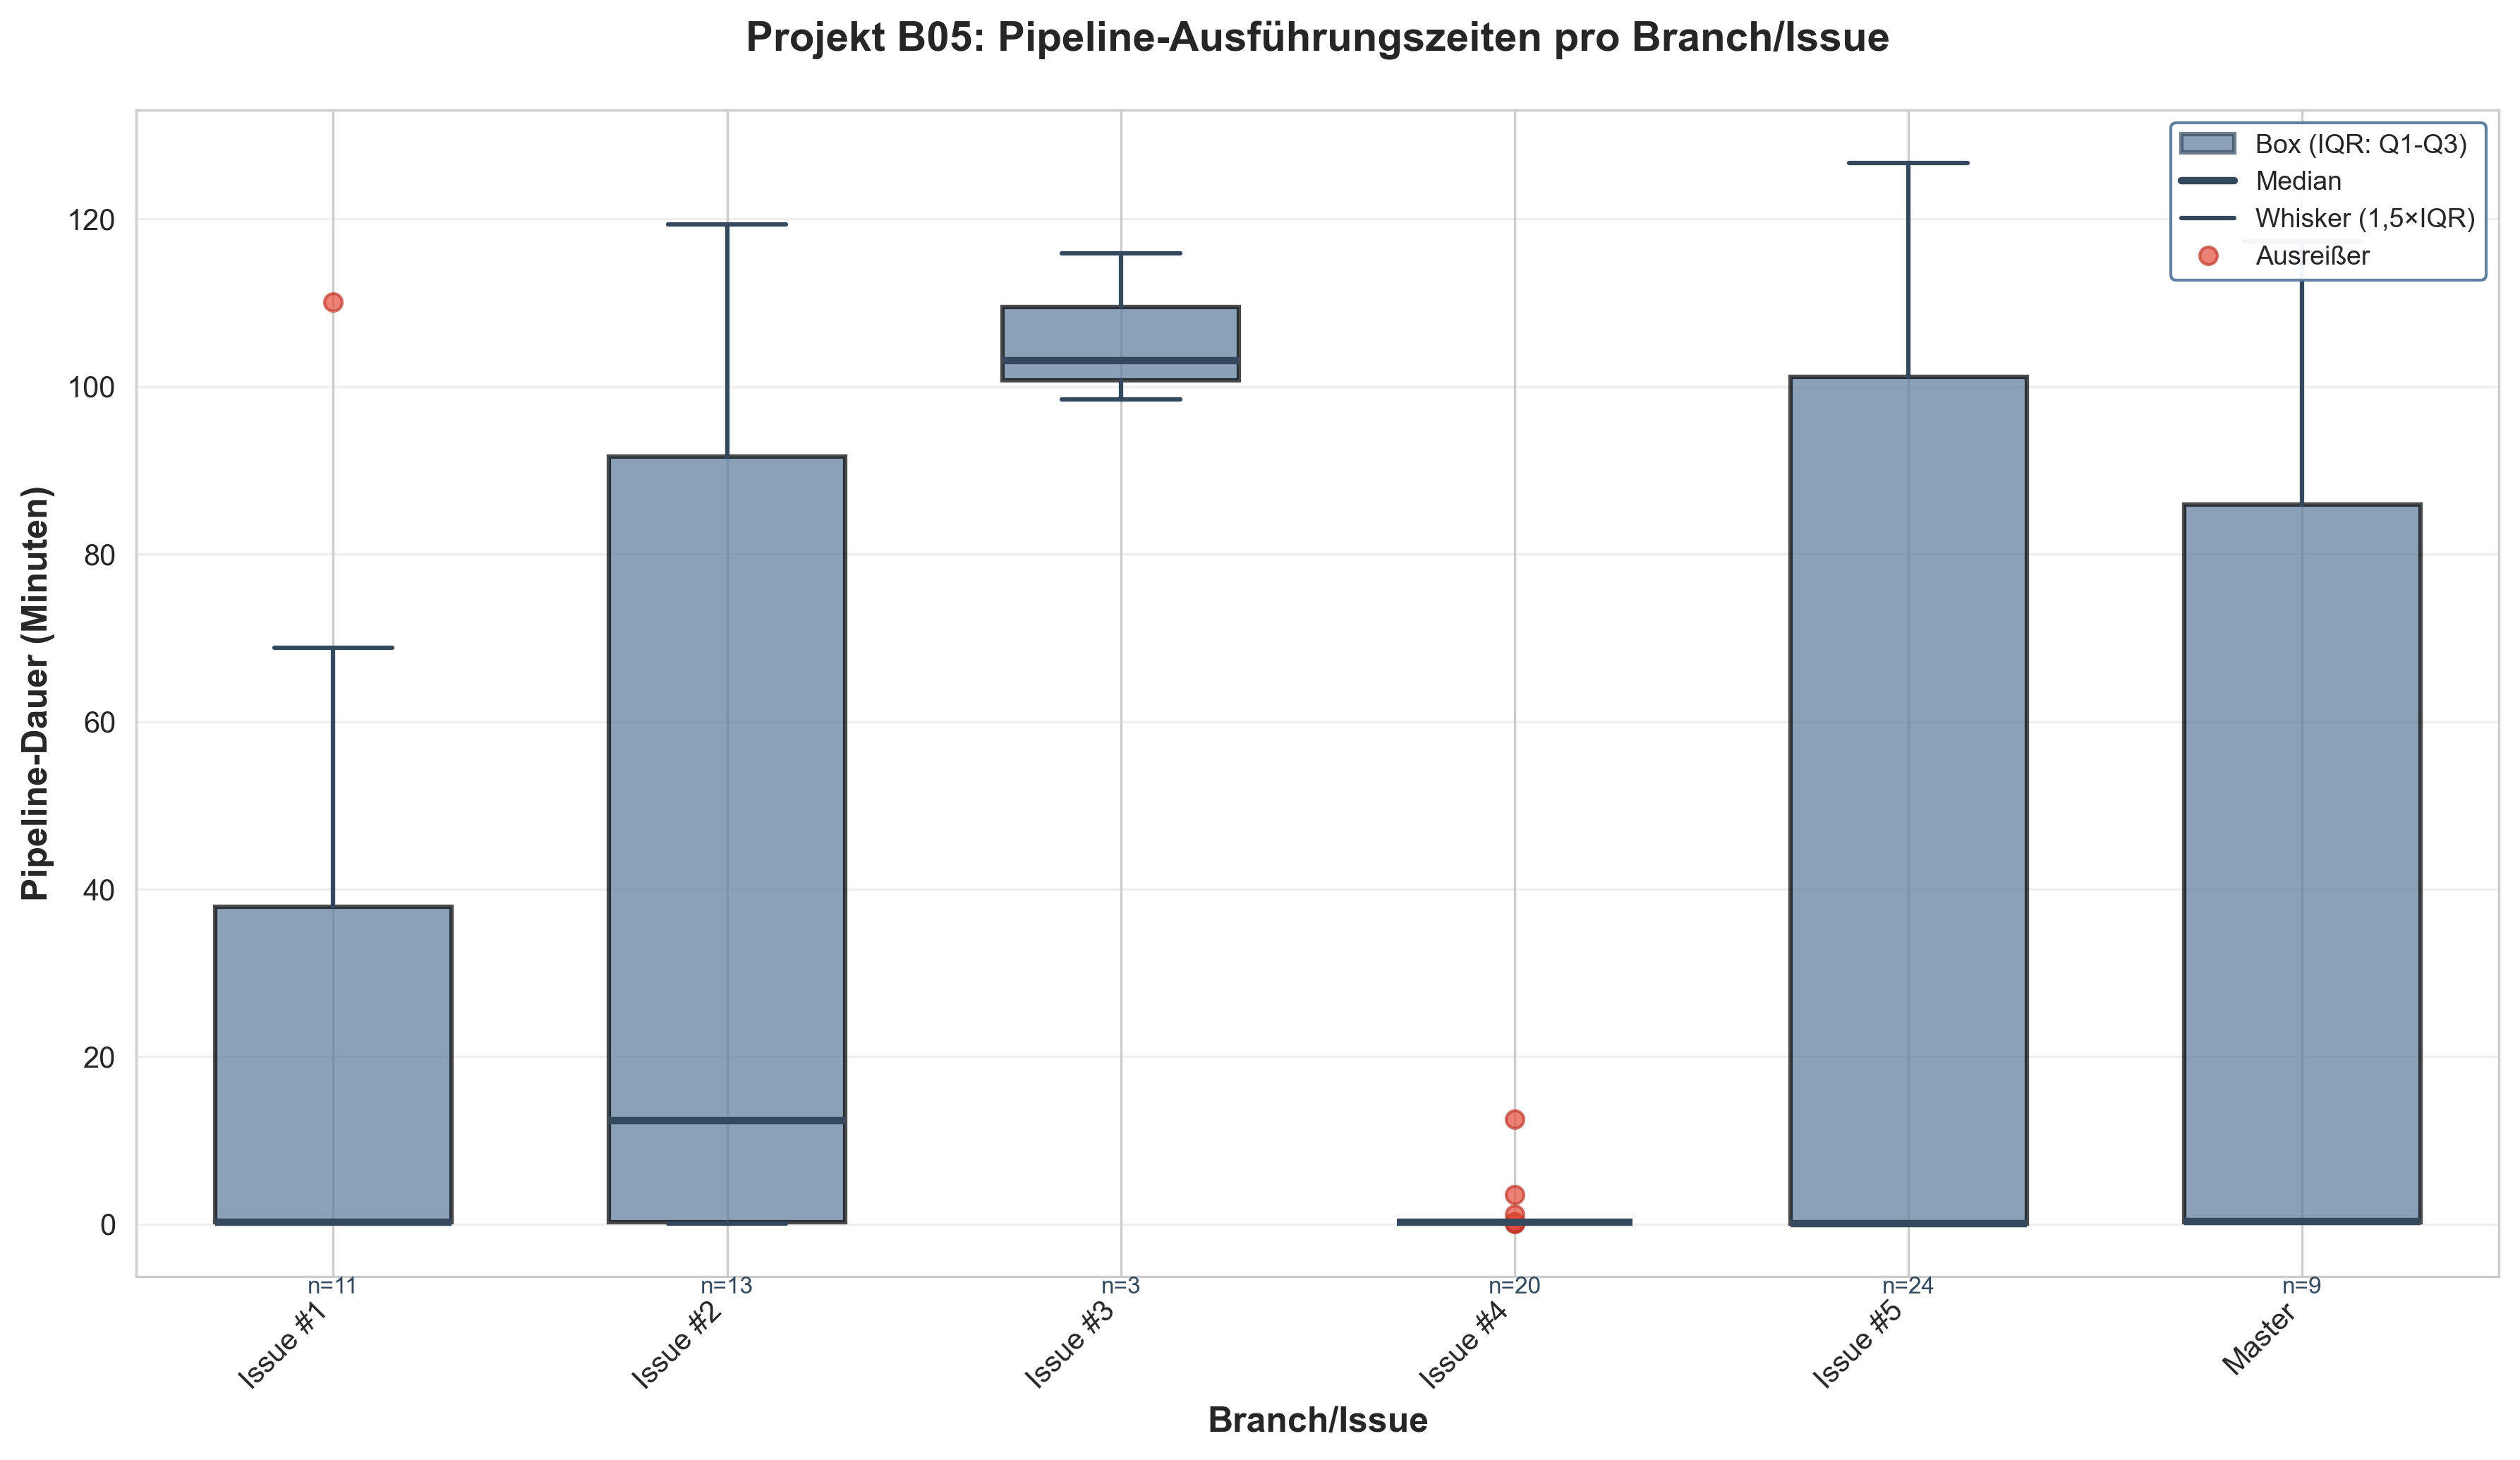 Projekt B05: Pipeline-Ausführungszeiten pro Branch/Issue
Box (IQR: Q1-Q3)
Median
Whisker (1,5×IQR)
Ausreißer
Pipeline-Dauer (Minuten)
120
100
80
60
40
20
0
n=11
n=13
n=3
n=20
n=24
n=9
Issue #1
Issue #2
Issue #3
Issue #4
Issue #5
Master
Branch/Issue